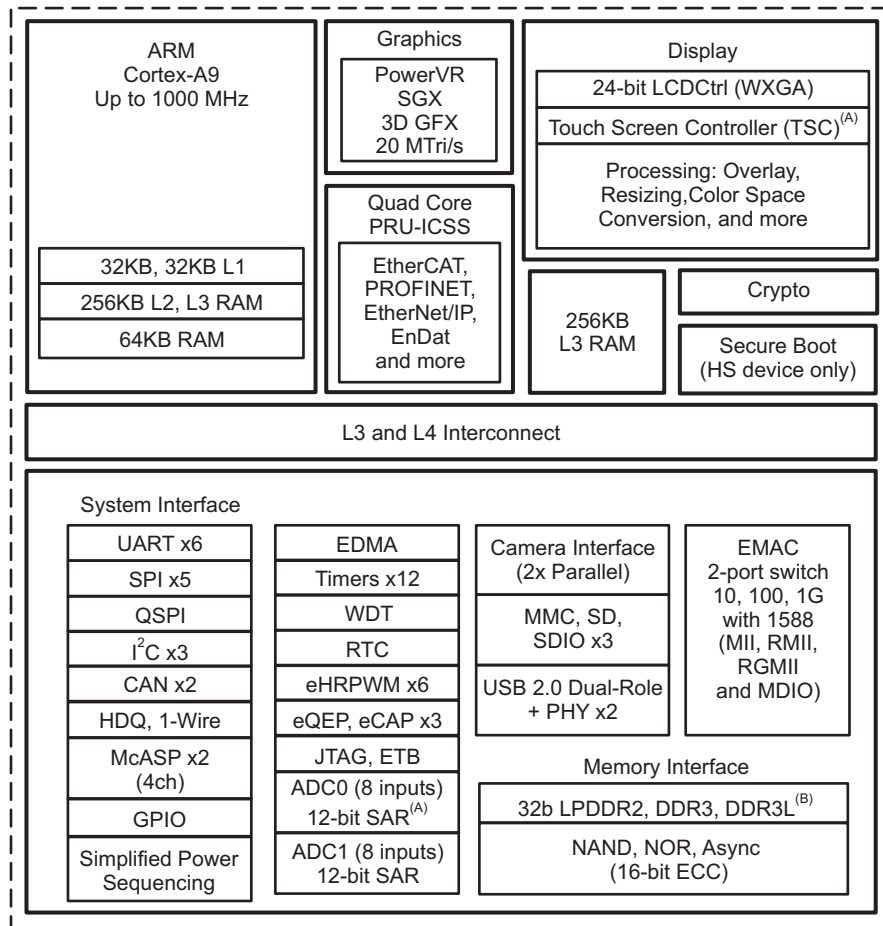 ARM
Cortex-A9
Up to 1000 MHz
32KB, 32KB L1
256KB L2, L3 RAM
64KB RAM
Graphics
PowerVR
SGX
3D GFX
20 MTri/s
Quad Core
PRU-ICSS
EtherCAT,
PROFINET,
EtherNet/IP,
EnDat
and more
Display
24-bit LCDCtrl (WXGA)
Touch Screen Controller (TSC)(A)
Processing: Overlay,
Resizing,Color Space
Conversion, and more
256KB
L3 RAM
Crypto
Secure Boot
(HS device only)
L3 and L4 Interconnect
System Interface
UART x6
SPI x5
QSPI
I2C x3
CAN x2
HDQ, 1-Wire
McASP x2
(4ch)
GPIO
Simplified Power
Sequencing
EDMA
Timers x12
WDT
RTC
eHRPWM x6
eQEP, eCAP x3
JTAG, ETB
ADC0 (8 inputs)
12-bit SAR(A)
ADC1 (8 inputs)
12-bit SAR
Camera Interface
(2x Parallel)
MMC, SD,
SDIO x3
USB 2.0 Dual-Role
+ PHY x2
EMAC
2-port switch
10, 100, 1G
with 1588
(MII, RMII,
RGMII
and MDIO)
Memory Interface
32b LPDDR2, DDR3, DDR3L(B)
NAND, NOR, Async
(16-bit ECC)